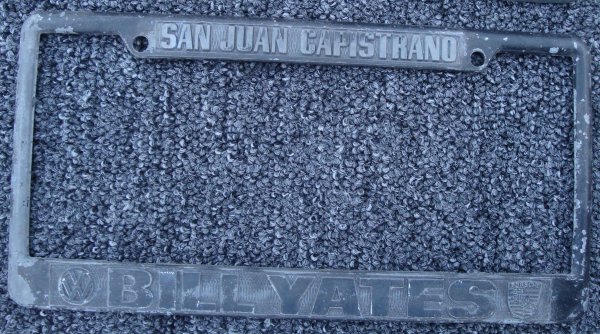 SAN JUAN CAPISTRANO
BILL YATES